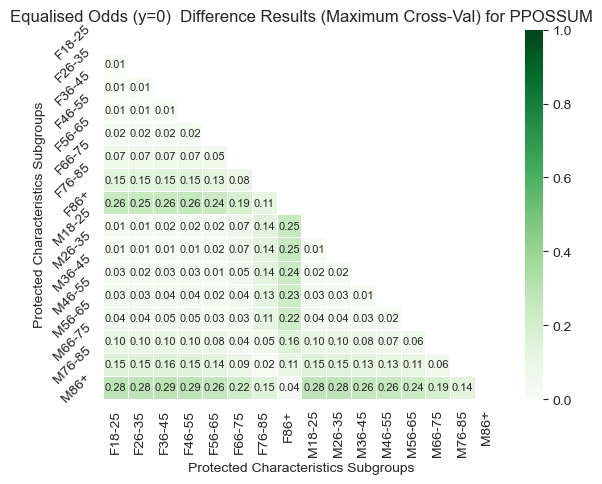 Equalised Odds (y=0)  Difference Results (Maximum Cross-Val) for PPOSSUM
Protected Characteristics Subgroups
F18-25
F26-35
0.01
F36-45
0.01 0.01
F46-55
0.01 0.01 0.01
F56-65
0.02 0.02 0.02 0.02
F66-75
0.07 0.07 0.07 0.07 0.05
F76-85
0.15 0.15 0.15 0.15 0.13 0.08
F86+
0.26 0.25 0.26 0.26 0.24 0.19 0.11
M18-25
0.01 0.01 0.02 0.02 0.02 0.07 0.14 0.25
M26-35
0.01 0.01 0.01 0.01 0.02 0.07 0.14 0.25 0.01
M36-45
0.03 0.02 0.03 0.03 0.01 0.05 0.14 0.24 0.02 0.02
M46-55
0.03 0.03 0.04 0.04 0.02 0.04 0.13 0.23 0.03 0.03 0.01
M56-65
0.04 0.04 0.05 0.05 0.03 0.03 0.11 0.22 0.04 0.04 0.03 0.02
M66-75
0.10 0.10 0.10 0.10 0.08 0.04 0.05 0.16 0.10 0.10 0.08 0.07 0.06
M76-85
0.15 0.15 0.16 0.15 0.14 0.09 0.02 0.11 0.15 0.15 0.13 0.13 0.11 0.06
M86+
0.28 0.28 0.29 0.29 0.26 0.22 0.15 0.04 0.28 0.28 0.26 0.26 0.24 0.19 0.14
F18-25 F26-35 F36-45 F46-55 F56-65 F66-75 F76-85 F86+ M18-25 M26-35 M36-45 M46-55 M56-65 M66-75 M76-85 M86+
Protected Characteristics Subgroups
1.0
0.8
0.6
0.4
0.2
0.0